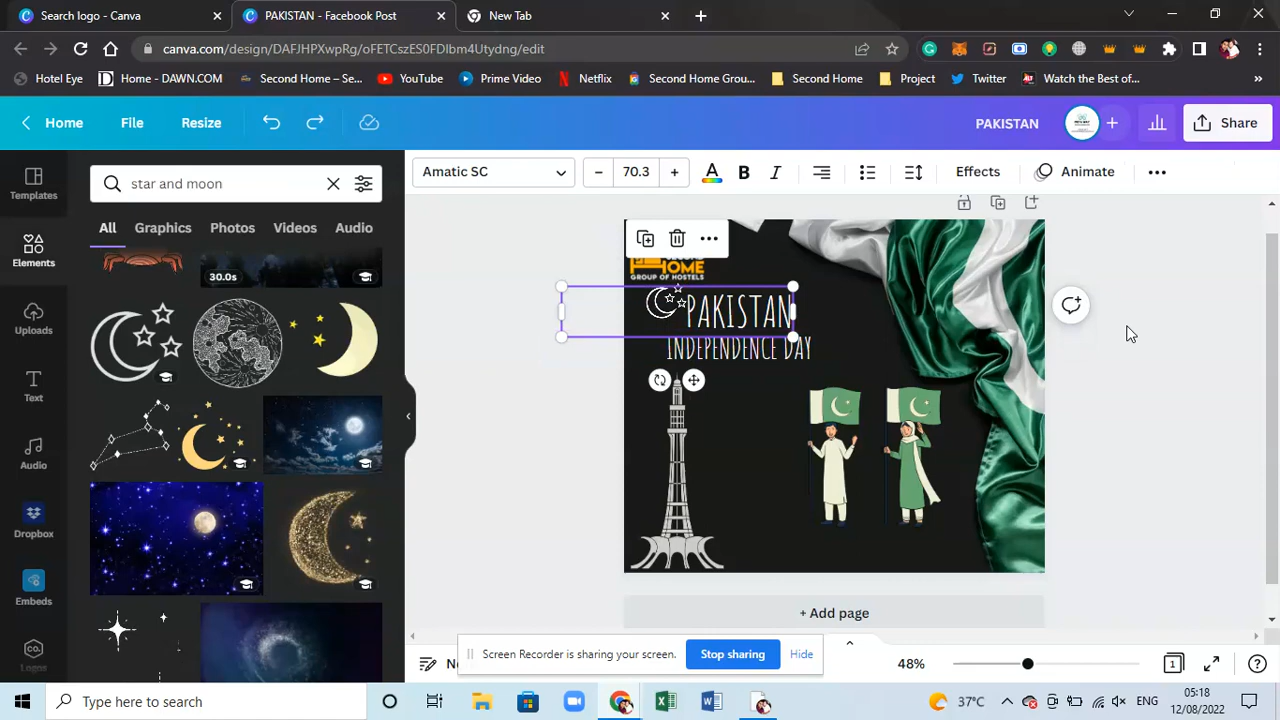 Search logo - Canva
PAKISTAN - Facebook Post
New Tab
canva.com/design/DAFJHPXwpRg/oFETCszES0FDIbm4Utydng/edit
Hotel Eye
Home - DAWN.COM
Second Home – Se...
YouTube
Prime Video
Netflix
Second Home Grou...
Second Home
Project
Twitter
Watch the Best of...
»
Home
File
Resize
PAKISTAN
Share
Templates
Elements
Uploads
Text
Audio
Dropbox
Embeds
Logos
star and moon
All
Graphics
Photos
Videos
Audio
30.0s
Amatic SC
70.3
A
B
I
Effects
Animate
HOME
GROUP OF HOSTELS
PAKISTAN
INDEPENDENCE DAY
+ Add page
Screen Recorder is sharing your screen.
Stop sharing
Hide
48%
1
Type here to search
37°C
ENG
05:18
12/08/2022